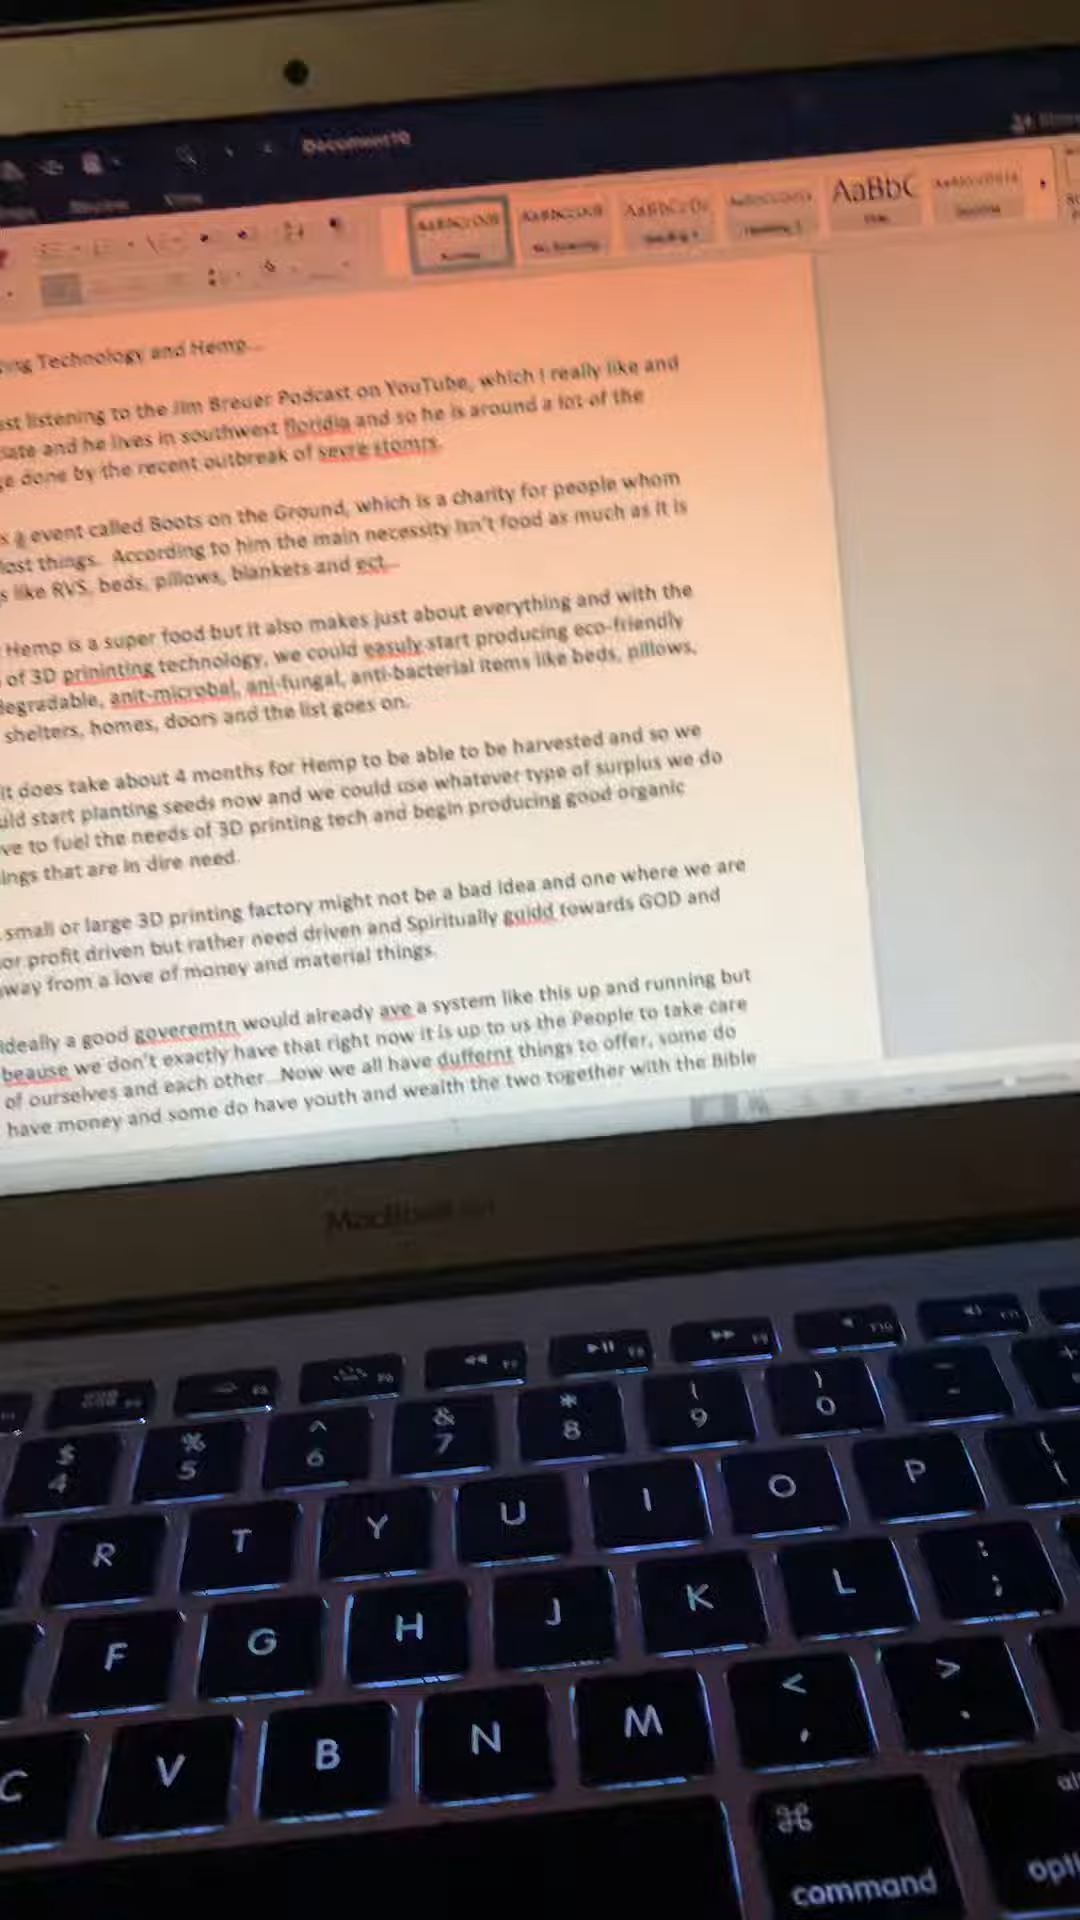 Document10
AaBbC
Technology and Hemp...
listening to the Jim Breuer Podcast on YouTube, which I really like and
and he lives in southwest floridia and so he is around a lot of the
done by the recent outbreak of sevre stomrs.
event called Boots on the Ground, which is a charity for people whom
lost things. According to him the main necessity isn't food as much as it is
like RVS, beds, pillows, blankets and ect...
Hemp is a super food but it also makes just about everything and with the
of 3D prininting technology, we could easuly start producing eco-friendly
anit-microbal, ani-fungal, anti-bacterial items like beds, pillows,
shelters, homes, doors and the list goes on.
it does take about 4 months for Hemp to be able to be harvested and so we
start planting seeds now and we could use whatever type of surplus we do
to fuel the needs of 3D printing tech and begin producing good organic
that are in dire need.
small or large 3D printing factory might not be a bad idea and one where we are
or profit driven but rather need driven and Spiritually guidd towards GOD and
from a love of money and material things.
Ideally a good goveremtn would already ave a system like this up and running but
beause we don't exactly have that right now it is up to us the People to take care
of ourselves and each other. Now we all have duffernt things to offer, some do
have money and some do have youth and wealth the two together with the Bible
MacBook
F7 F8 F9 F10
$ % ^ & * ( )
4 5 6 7 8 9 0
R T Y U I O P
F G H J K L : ;
C V B N M < , > .
⌘
command